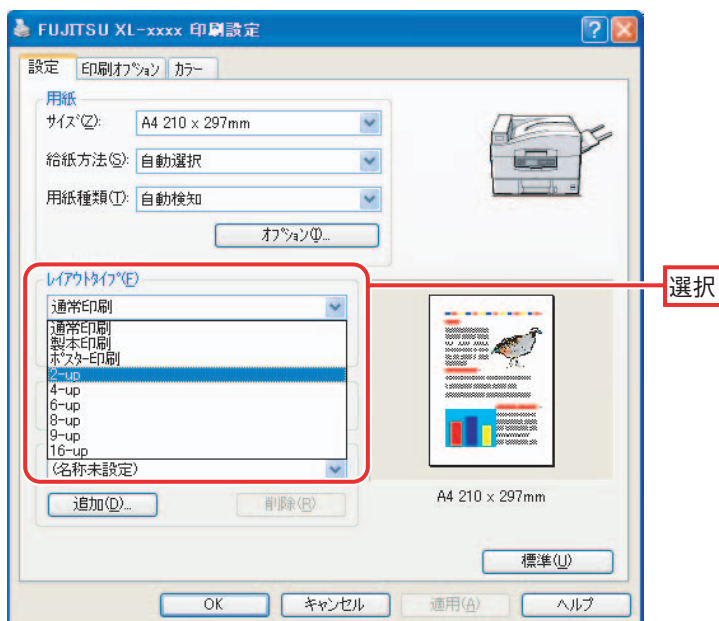 FUJITSU XL-xxxx 印刷設定
設定 印刷オプション カラー
用紙
サイズ(Z): A4 210 x 297mm
給紙方法(S): 自動選択
用紙種類(T): 自動検知
オプション(I)...
レイアウトタイプ(F)
通常印刷
通常印刷
製本印刷
ポスター印刷
2-up
4-up
6-up
8-up
9-up
16-up
(名称未設定)
追加(D)...
削除(R)
選択
A4 210 x 297mm
標準(U)
OK キャンセル 適用(A) ヘルプ